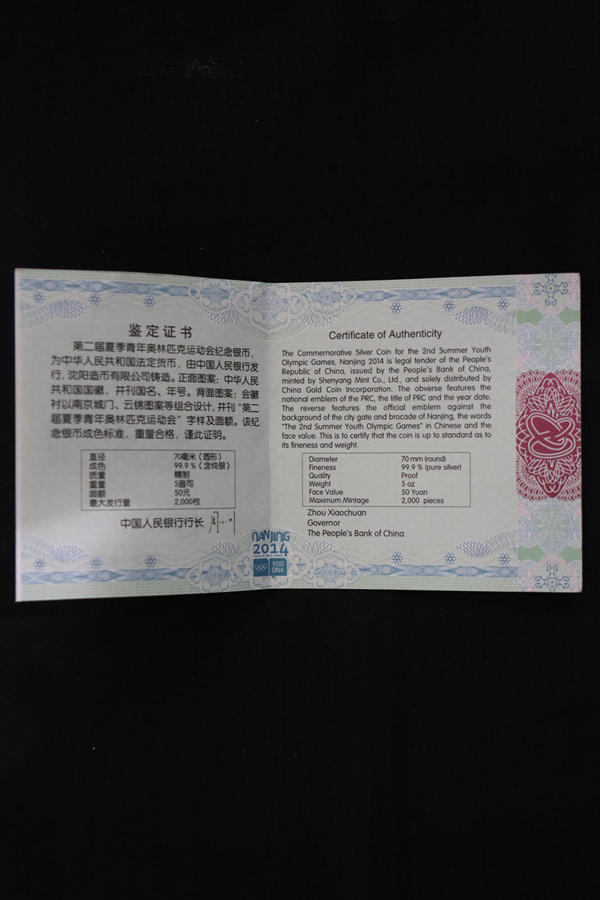 鉴定证书
第二届夏季青年奥林匹克运动会纪念银币，
为中华人民共和国法定货币，由中国人民银行发
行，沈阳造币有限公司铸造。正面图案：中华人民
共和国国徽，并刊国名、年号。背面图案：会徽
衬以南京城门、云锦图案等组合设计，并刊“第二
届夏季青年奥林匹克运动会”字样及面额。该纪
念银币成色标准，重量合格，谨此证明。
直径 70毫米（圆形）
成色 99.9％（含纯银）
质量 精制
重量 5盎司
面额 50元
最大发行量 2,000枚
中国人民银行行长
Certificate of Authenticity
The Commemorative Silver Coin for the 2nd Summer Youth
Olympic Games, Nanjing 2014 is legal tender of the People's
Republic of China, issued by the People's Bank of China,
minted by Shenyang Mint Co., Ltd., and solely distributed by
China Gold Coin Incorporation. The obverse features the
national emblem of the PRC, the title of PRC and the year date.
The reverse features the official emblem against the
background of the city gate and brocade of Nanjing, the words
"The 2nd Summer Youth Olympic Games" in Chinese and the
face value. This is to certify that the coin is up to standard as to
its fineness and weight.
Diameter 70 mm (round)
Fineness 99.9 % (pure silver)
Quality Proof
Weight 5 oz
Face Value 50 Yuan
Maximum Mintage 2,000 pieces
Zhou Xiaochuan
Governor
The People's Bank of China
NANJING
2014
YOG
DNA